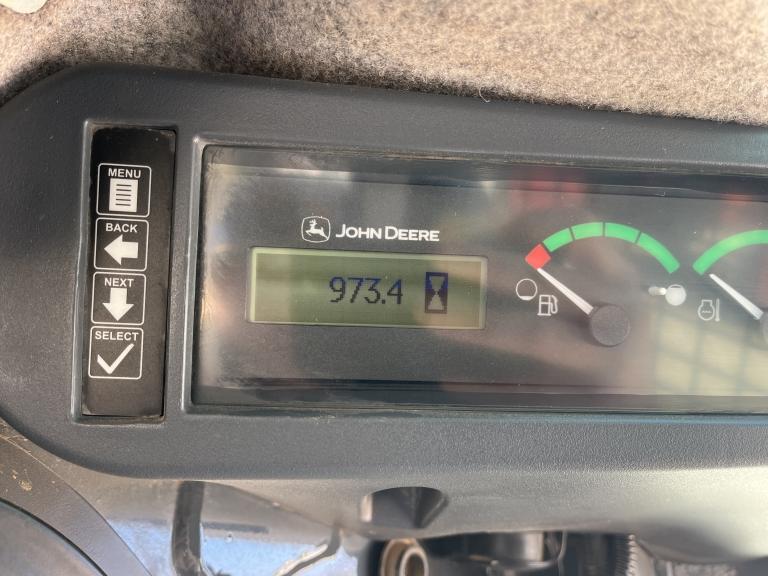 MENU
BACK
NEXT
SELECT
JOHN DEERE
973.4